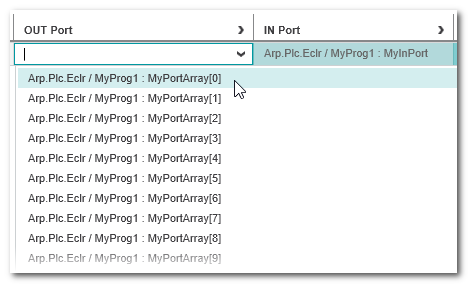 OUT Port
IN Port
Arp.Plc.Eclr / MyProg1 : MyInPort
Arp.Plc.Eclr / MyProg1 : MyPortArray[0]
Arp.Plc.Eclr / MyProg1 : MyPortArray[1]
Arp.Plc.Eclr / MyProg1 : MyPortArray[2]
Arp.Plc.Eclr / MyProg1 : MyPortArray[3]
Arp.Plc.Eclr / MyProg1 : MyPortArray[4]
Arp.Plc.Eclr / MyProg1 : MyPortArray[5]
Arp.Plc.Eclr / MyProg1 : MyPortArray[6]
Arp.Plc.Eclr / MyProg1 : MyPortArray[7]
Arp.Plc.Eclr / MyProg1 : MyPortArray[8]
Arp.Plc.Eclr / MyProg1 : MyPortArray[9]